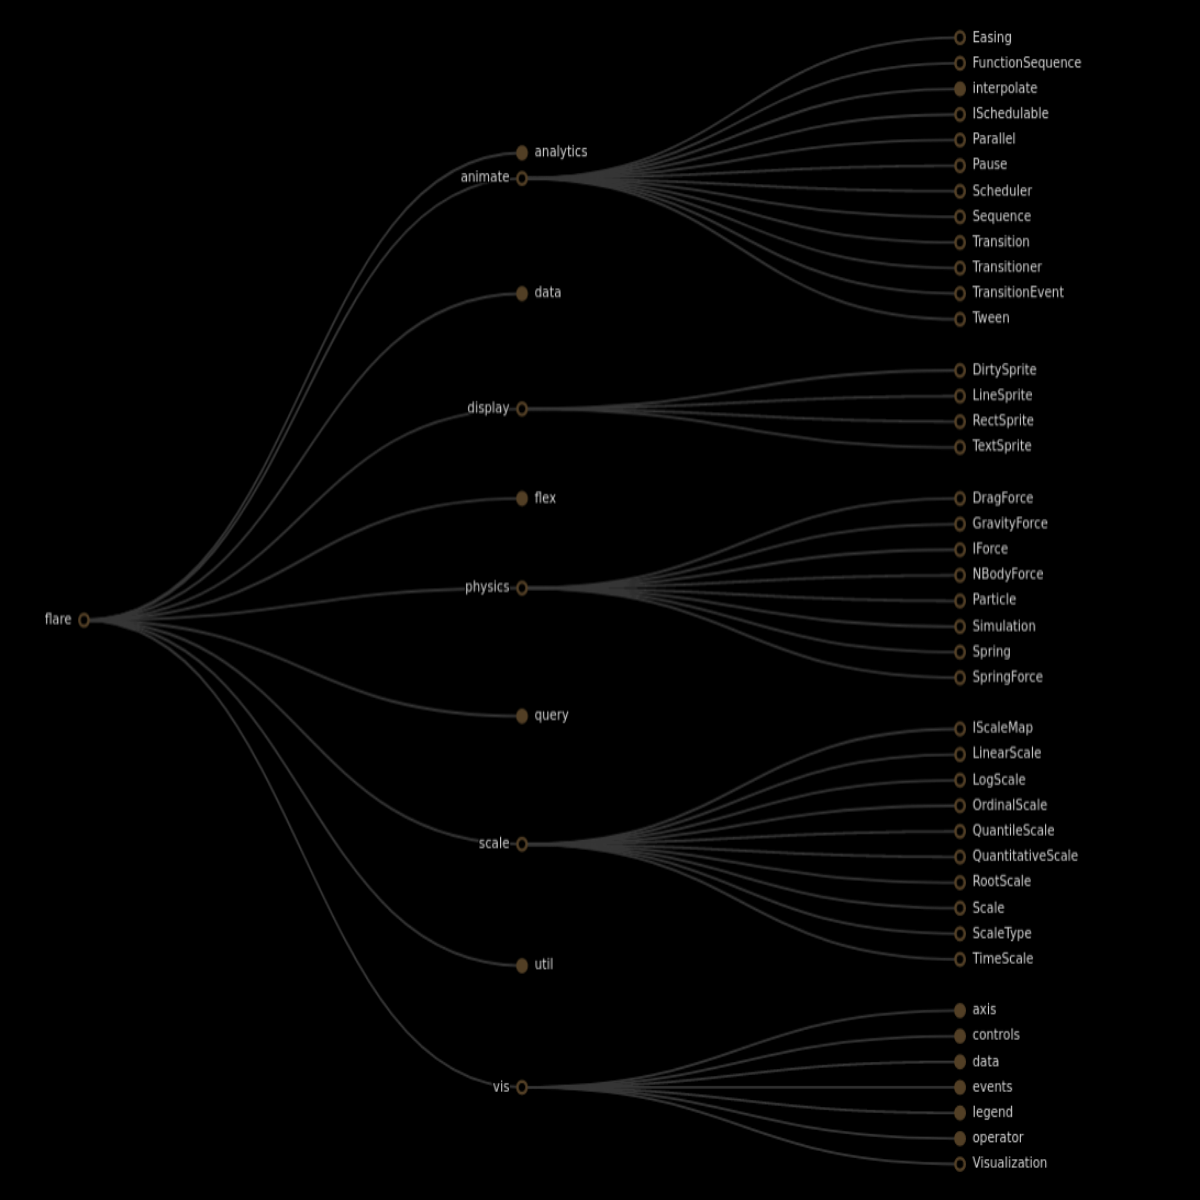 flare
analytics
animate
Easing
FunctionSequence
interpolate
ISchedulable
Parallel
Pause
Scheduler
Sequence
Transition
Transitioner
TransitionEvent
Tween
data
display
DirtySprite
LineSprite
RectSprite
TextSprite
flex
physics
DragForce
GravityForce
IForce
NBodyForce
Particle
Simulation
Spring
SpringForce
query
scale
IScaleMap
LinearScale
LogScale
OrdinalScale
QuantileScale
QuantitativeScale
RootScale
Scale
ScaleType
TimeScale
util
vis
axis
controls
data
events
legend
operator
Visualization